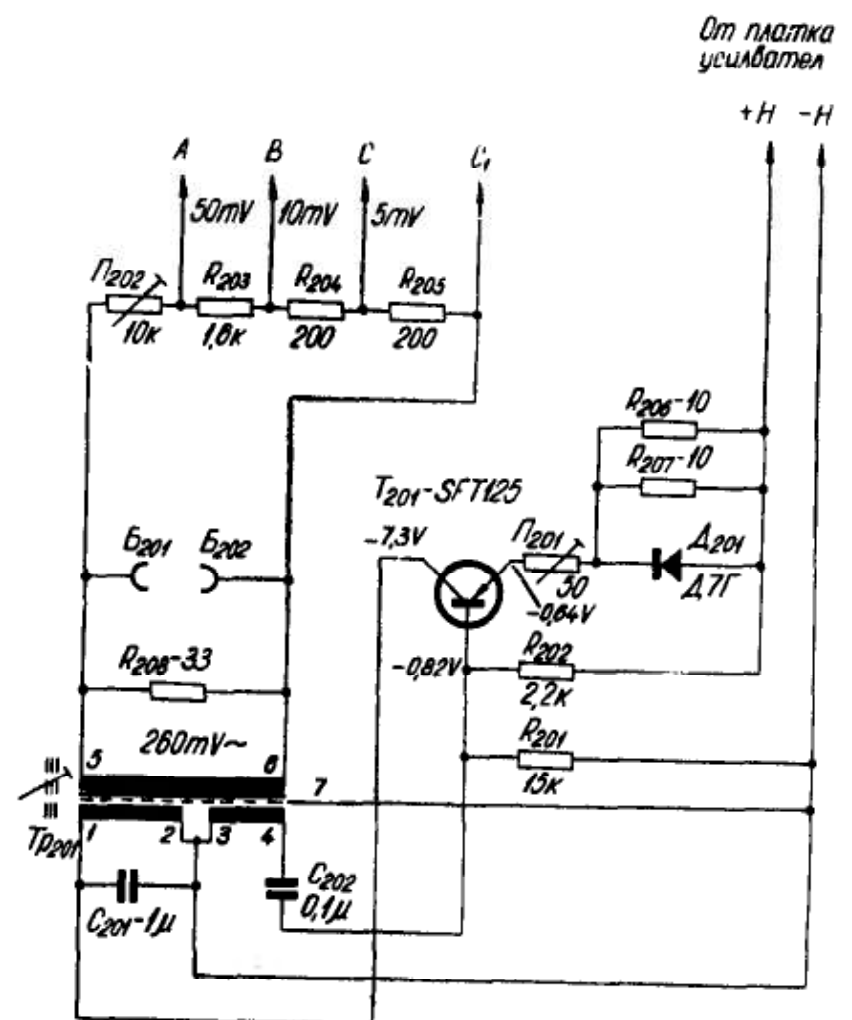 От платка
усилвател
+H -H
A B C C₁
50mV 10mV 5mV
П202 R203 R204 R205
10к 1,6к 200 200
R206-10
R207-10
T201-SFT125
Б201 Б202
-7,3V
П201
50
Д201
Д7Г
-0,64V
R208-33
-0,82V
R202
2,2к
260mV~
R201
15к
5 6 7
1 2 3 4
Тр201
C201-1μ
C202
0,1μ